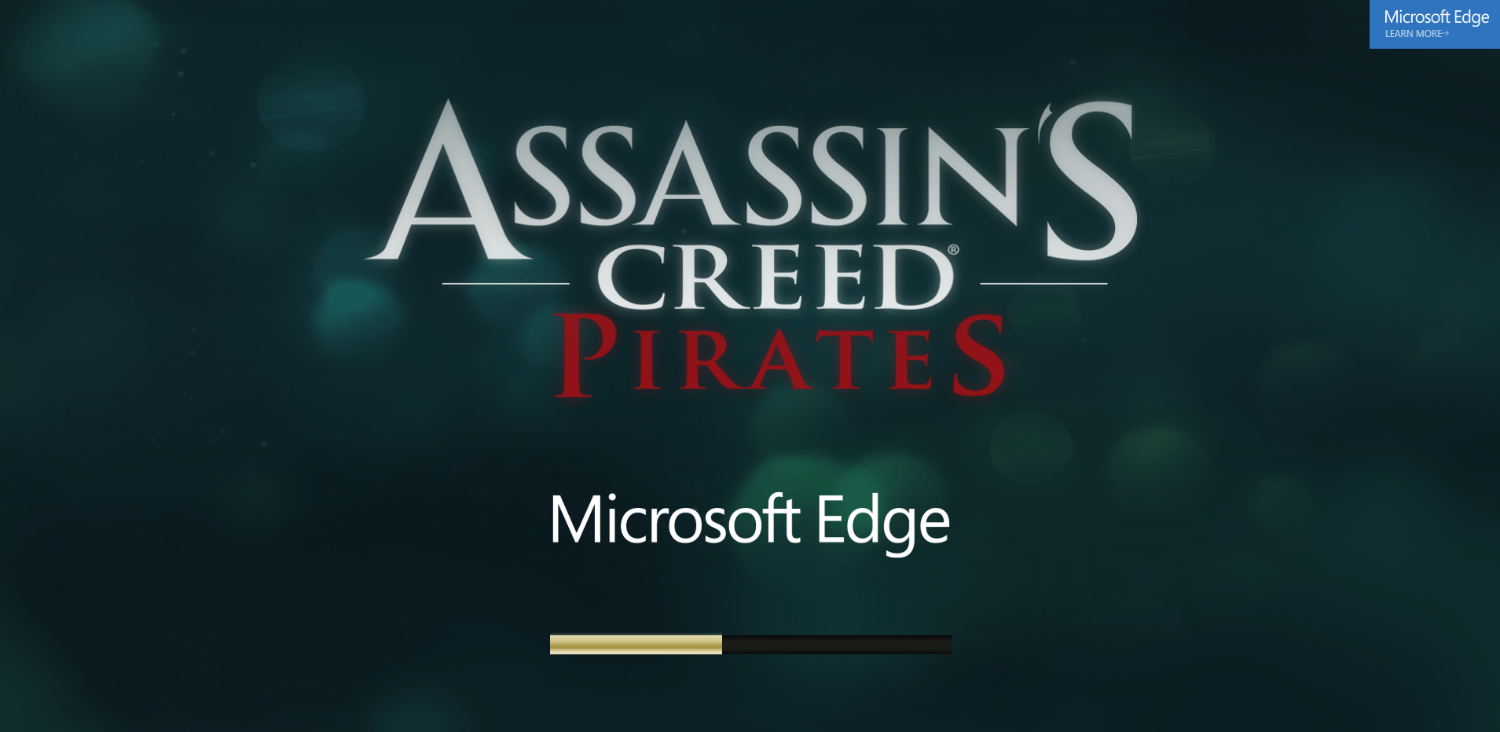 Microsoft Edge
LEARN MORE→
ASSASSIN'S
CREED®
PIRATES
Microsoft Edge